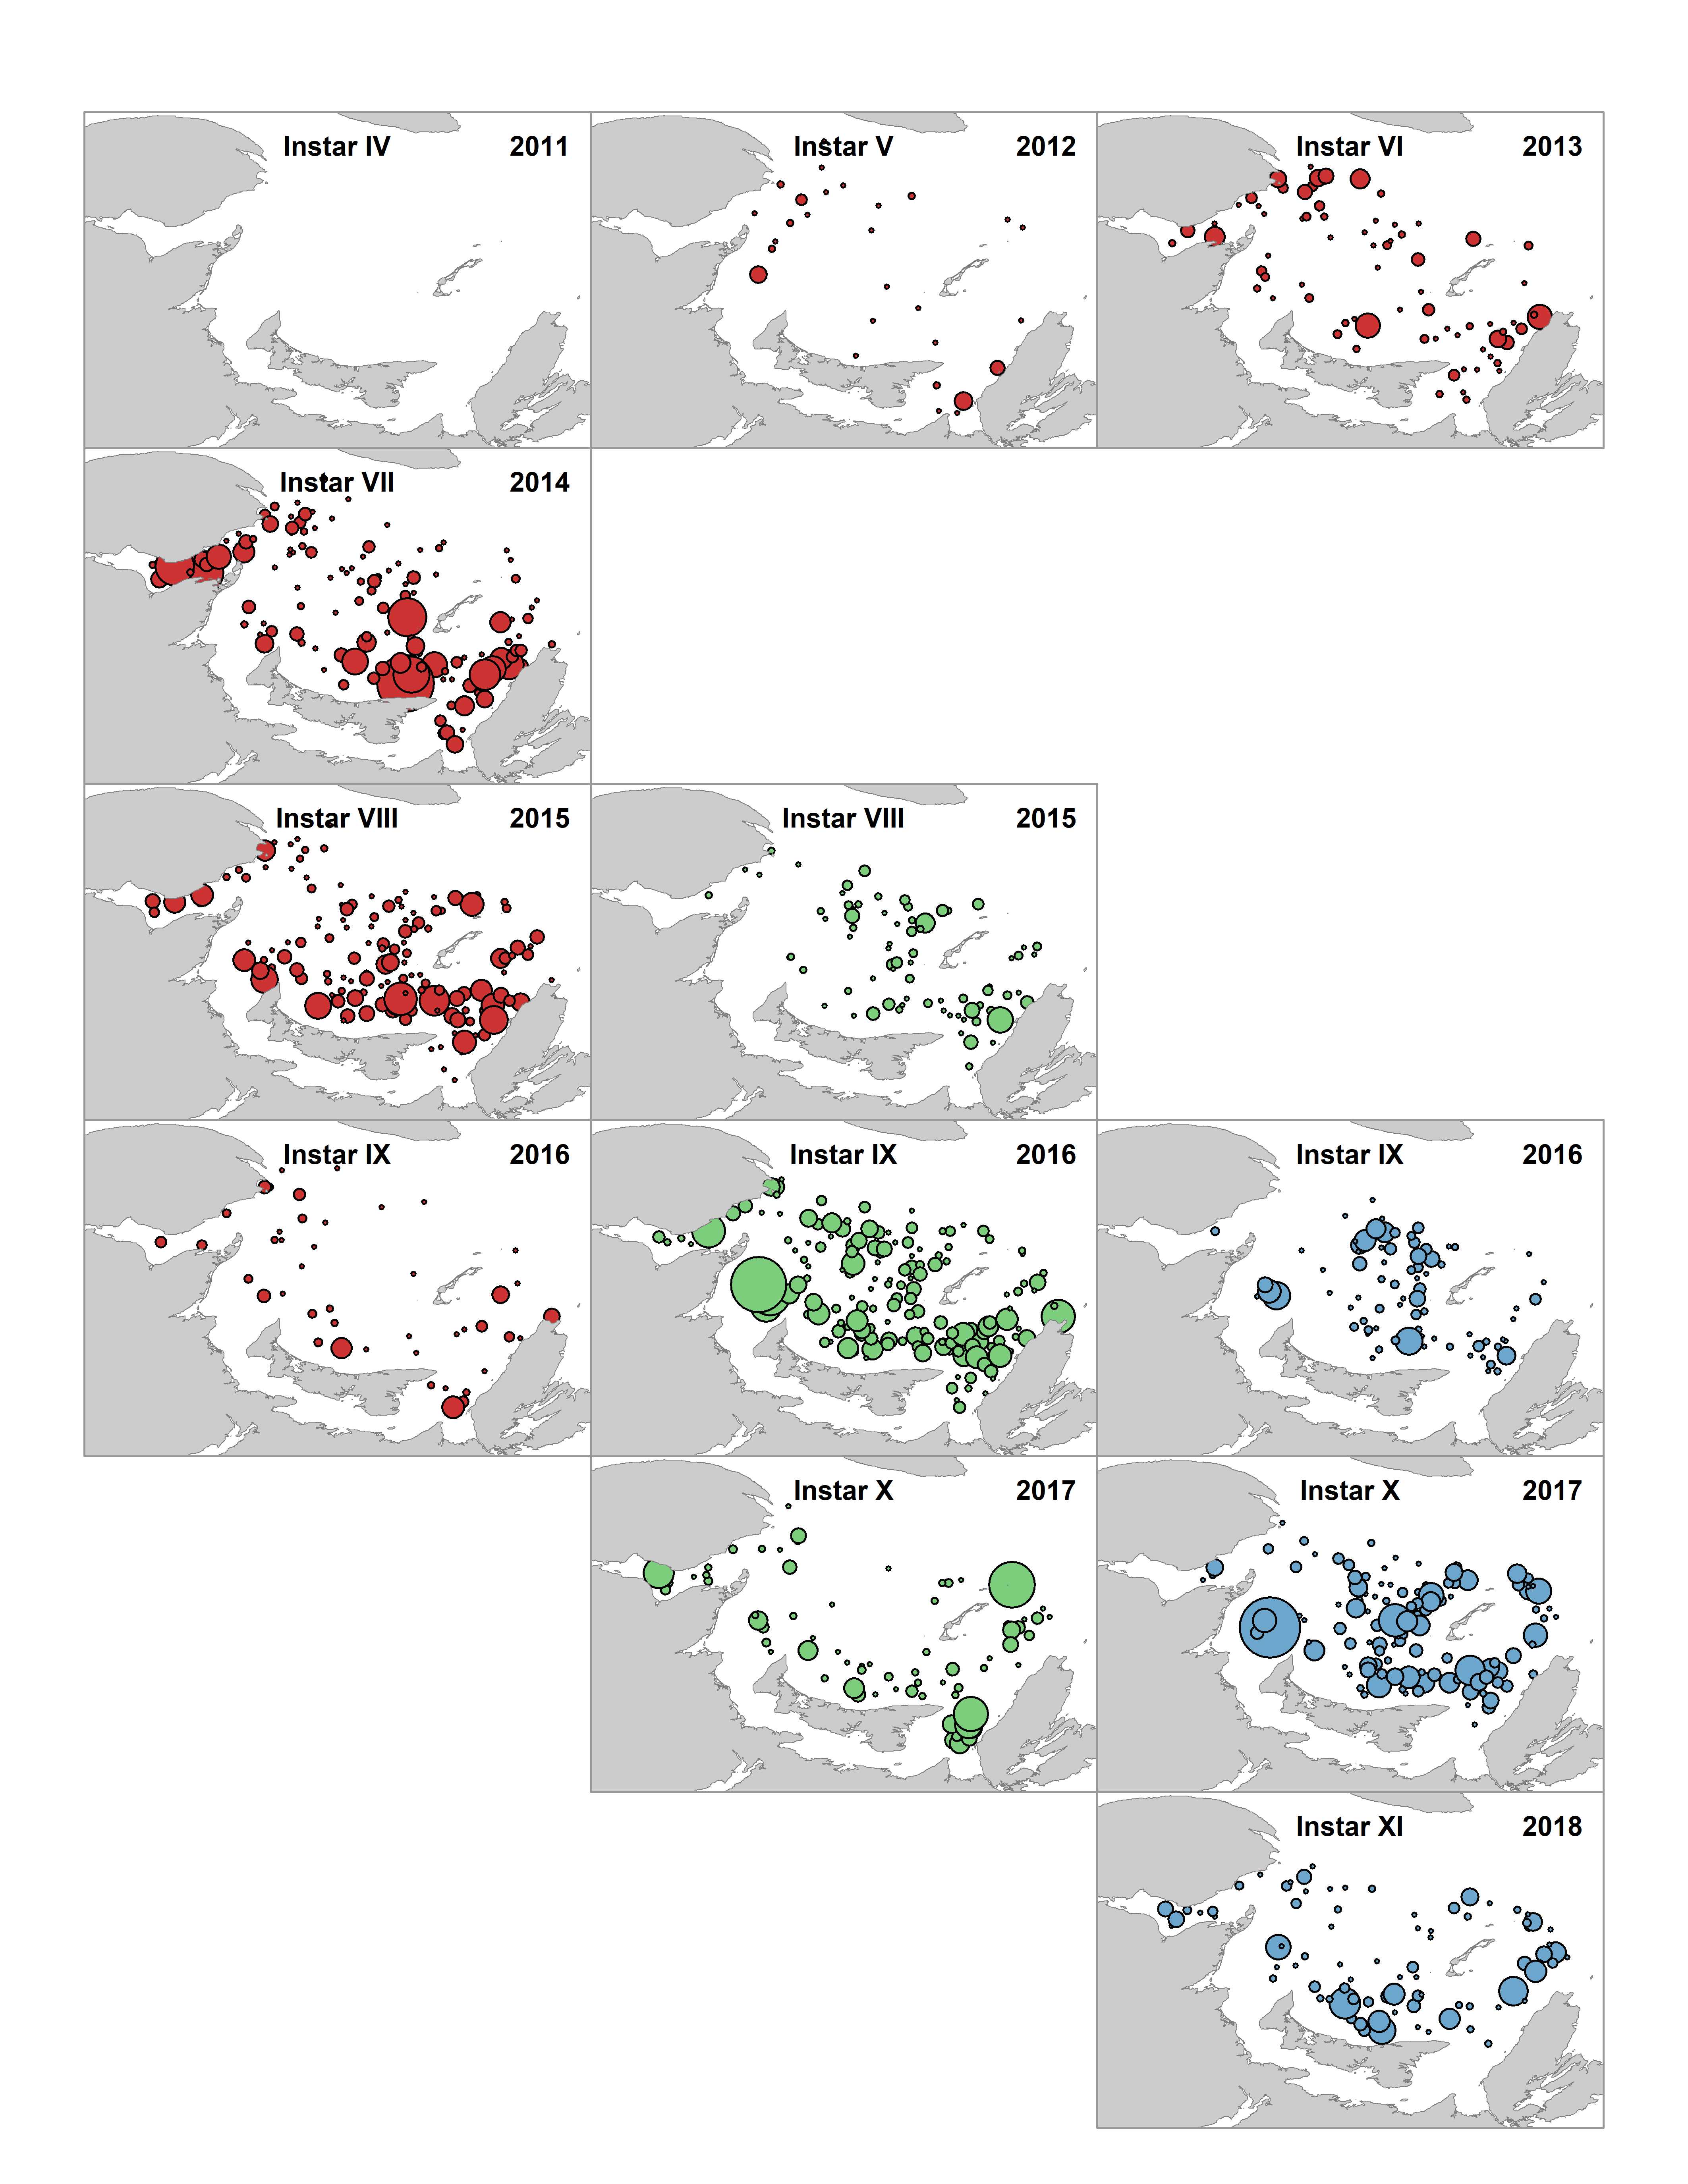 Instar IV 2011
Instar V 2012
Instar VI 2013
Instar VII 2014
Instar VIII 2015
Instar VIII 2015
Instar IX 2016
Instar IX 2016
Instar IX 2016
Instar X 2017
Instar X 2017
Instar XI 2018